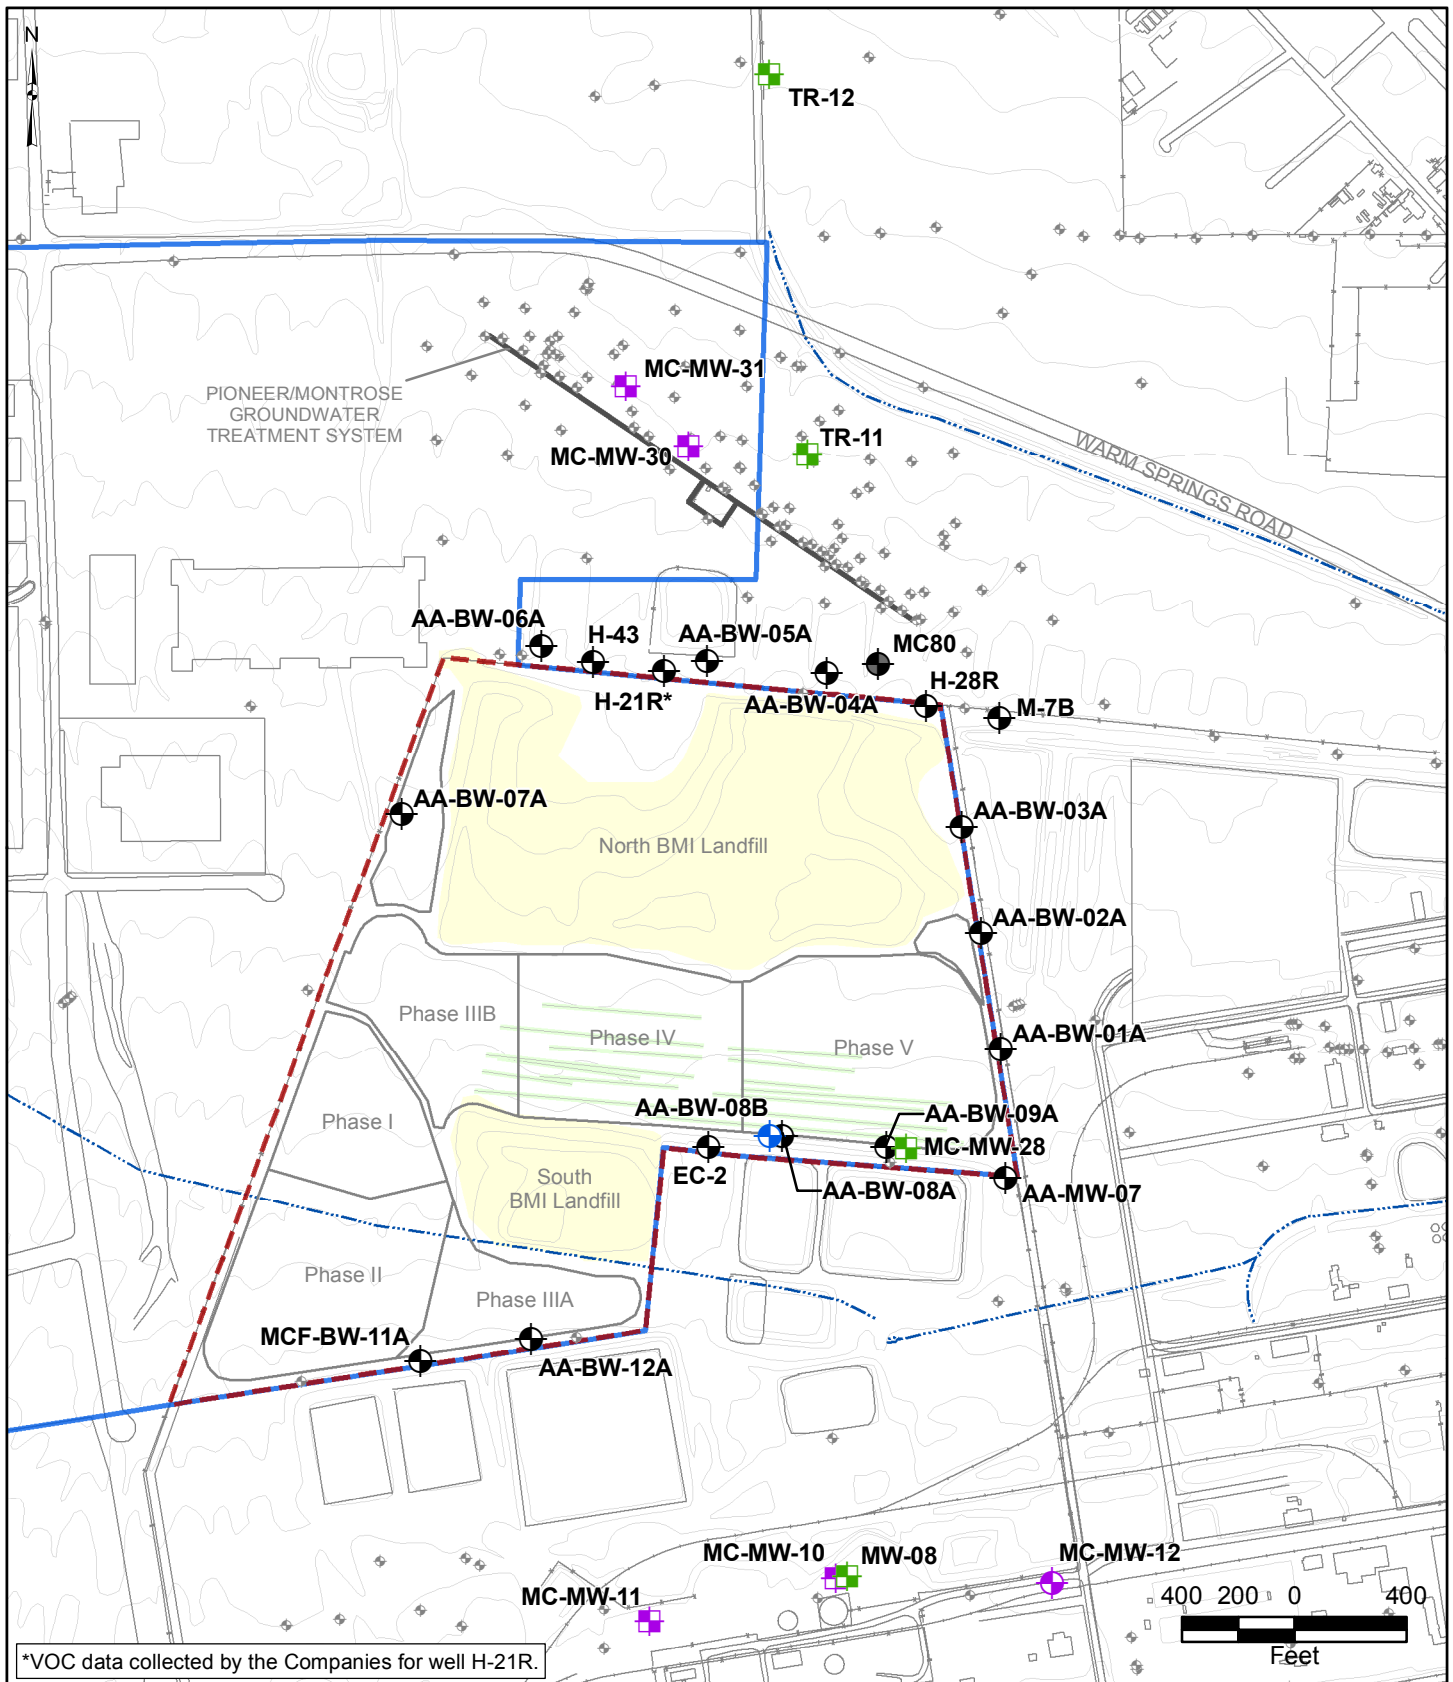 N
TR-12
MC-MW-31
PIONEER/MONTROSE
GROUNDWATER
TREATMENT SYSTEM
TR-11
MC-MW-30
WARM SPRINGS ROAD
AA-BW-06A
H-43
AA-BW-05A
MC80
H-21R*
AA-BW-04A
H-28R
M-7B
AA-BW-07A
AA-BW-03A
North BMI Landfill
AA-BW-02A
Phase IIIB
Phase IV
Phase V
AA-BW-01A
AA-BW-08B
AA-BW-09A
Phase I
MC-MW-28
EC-2
South
BMI Landfill
AA-BW-08A
AA-MW-07
Phase II
Phase IIIA
MCF-BW-11A
AA-BW-12A
MC-MW-10
MW-08
MC-MW-12
MC-MW-11
400 200 0 400
Feet
*VOC data collected by the Companies for well H-21R.